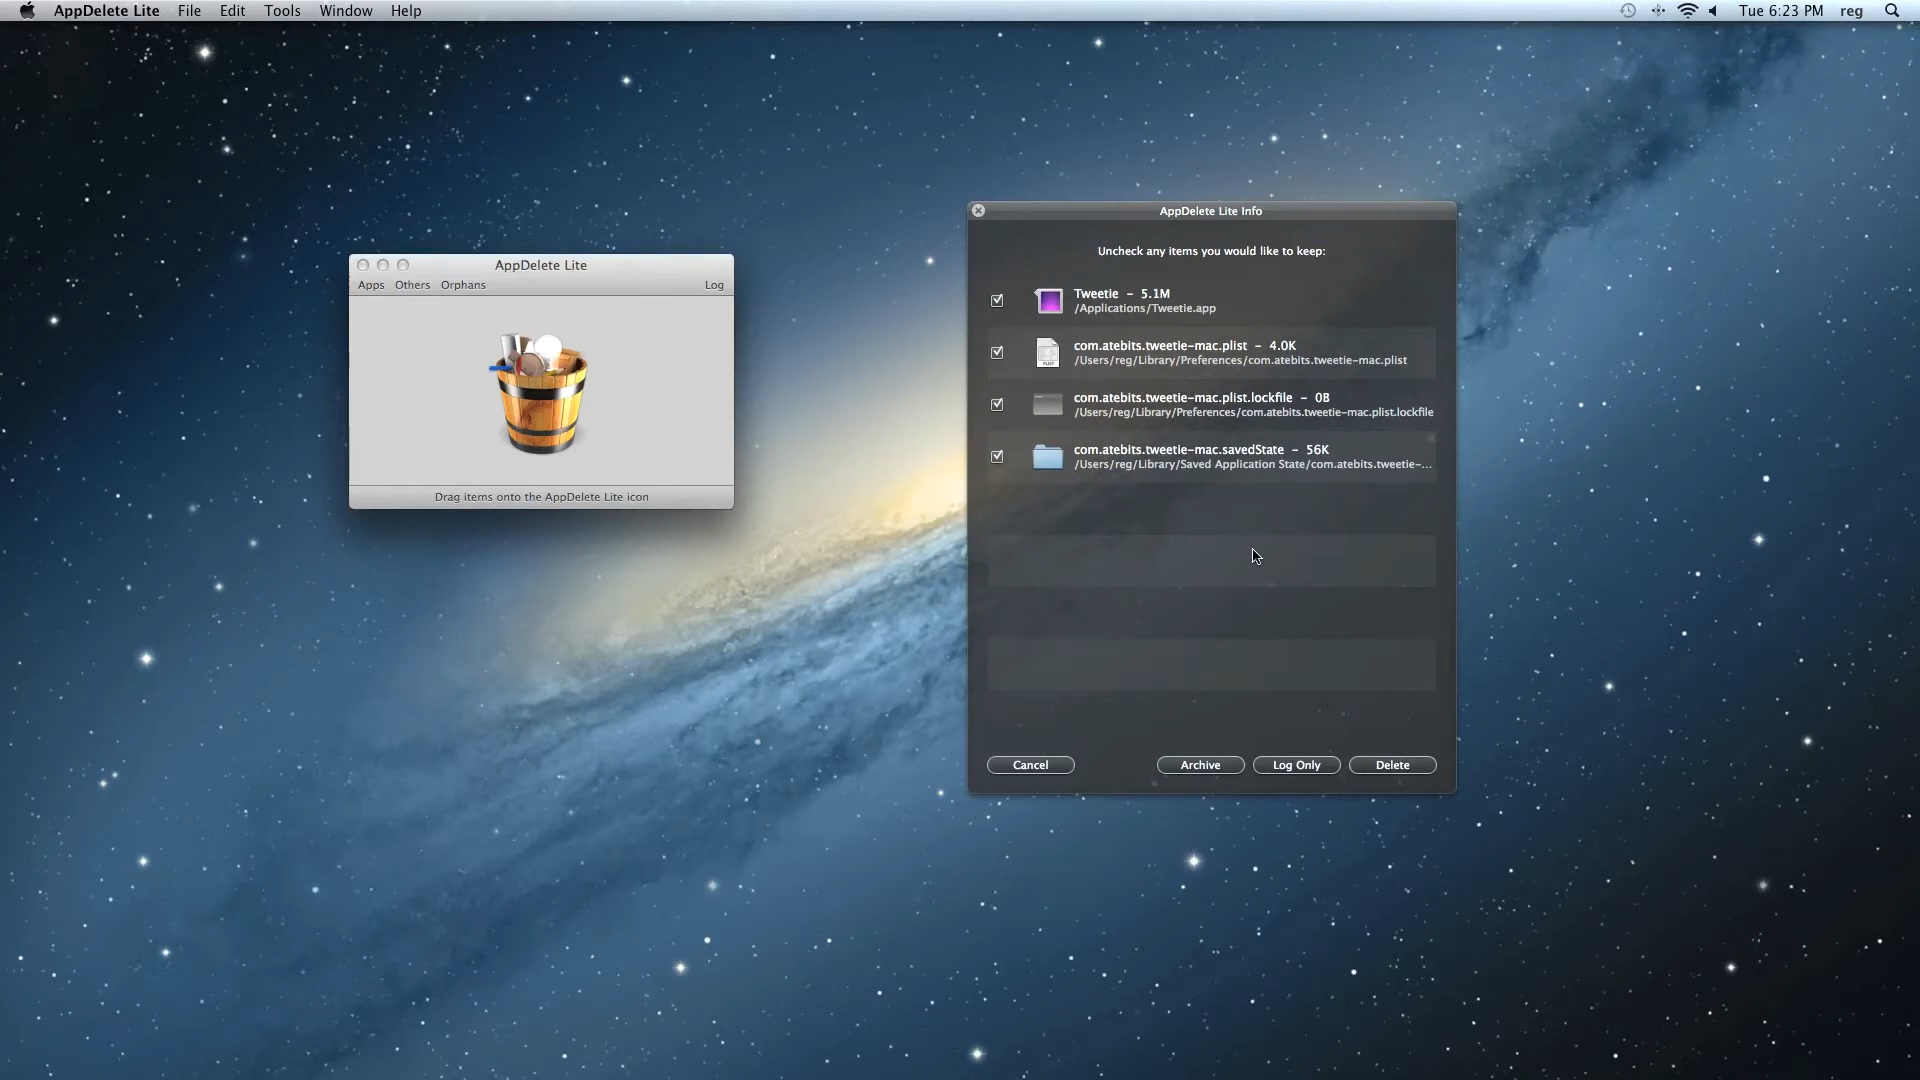 AppDelete Lite File Edit Tools Window Help
Tue 6:23 PM reg
AppDelete Lite
Apps Others Orphans Log
Drag items onto the AppDelete Lite icon
AppDelete Lite Info
Uncheck any items you would like to keep:
Tweetie – 5.1M
/Applications/Tweetie.app
com.atebits.tweetie-mac.plist – 4.0K
/Users/reg/Library/Preferences/com.atebits.tweetie-mac.plist
com.atebits.tweetie-mac.plist.lockfile – 0B
/Users/reg/Library/Preferences/com.atebits.tweetie-mac.plist.lockfile
com.atebits.tweetie-mac.savedState – 56K
/Users/reg/Library/Saved Application State/com.atebits.tweetie-...
Cancel Archive Log Only Delete